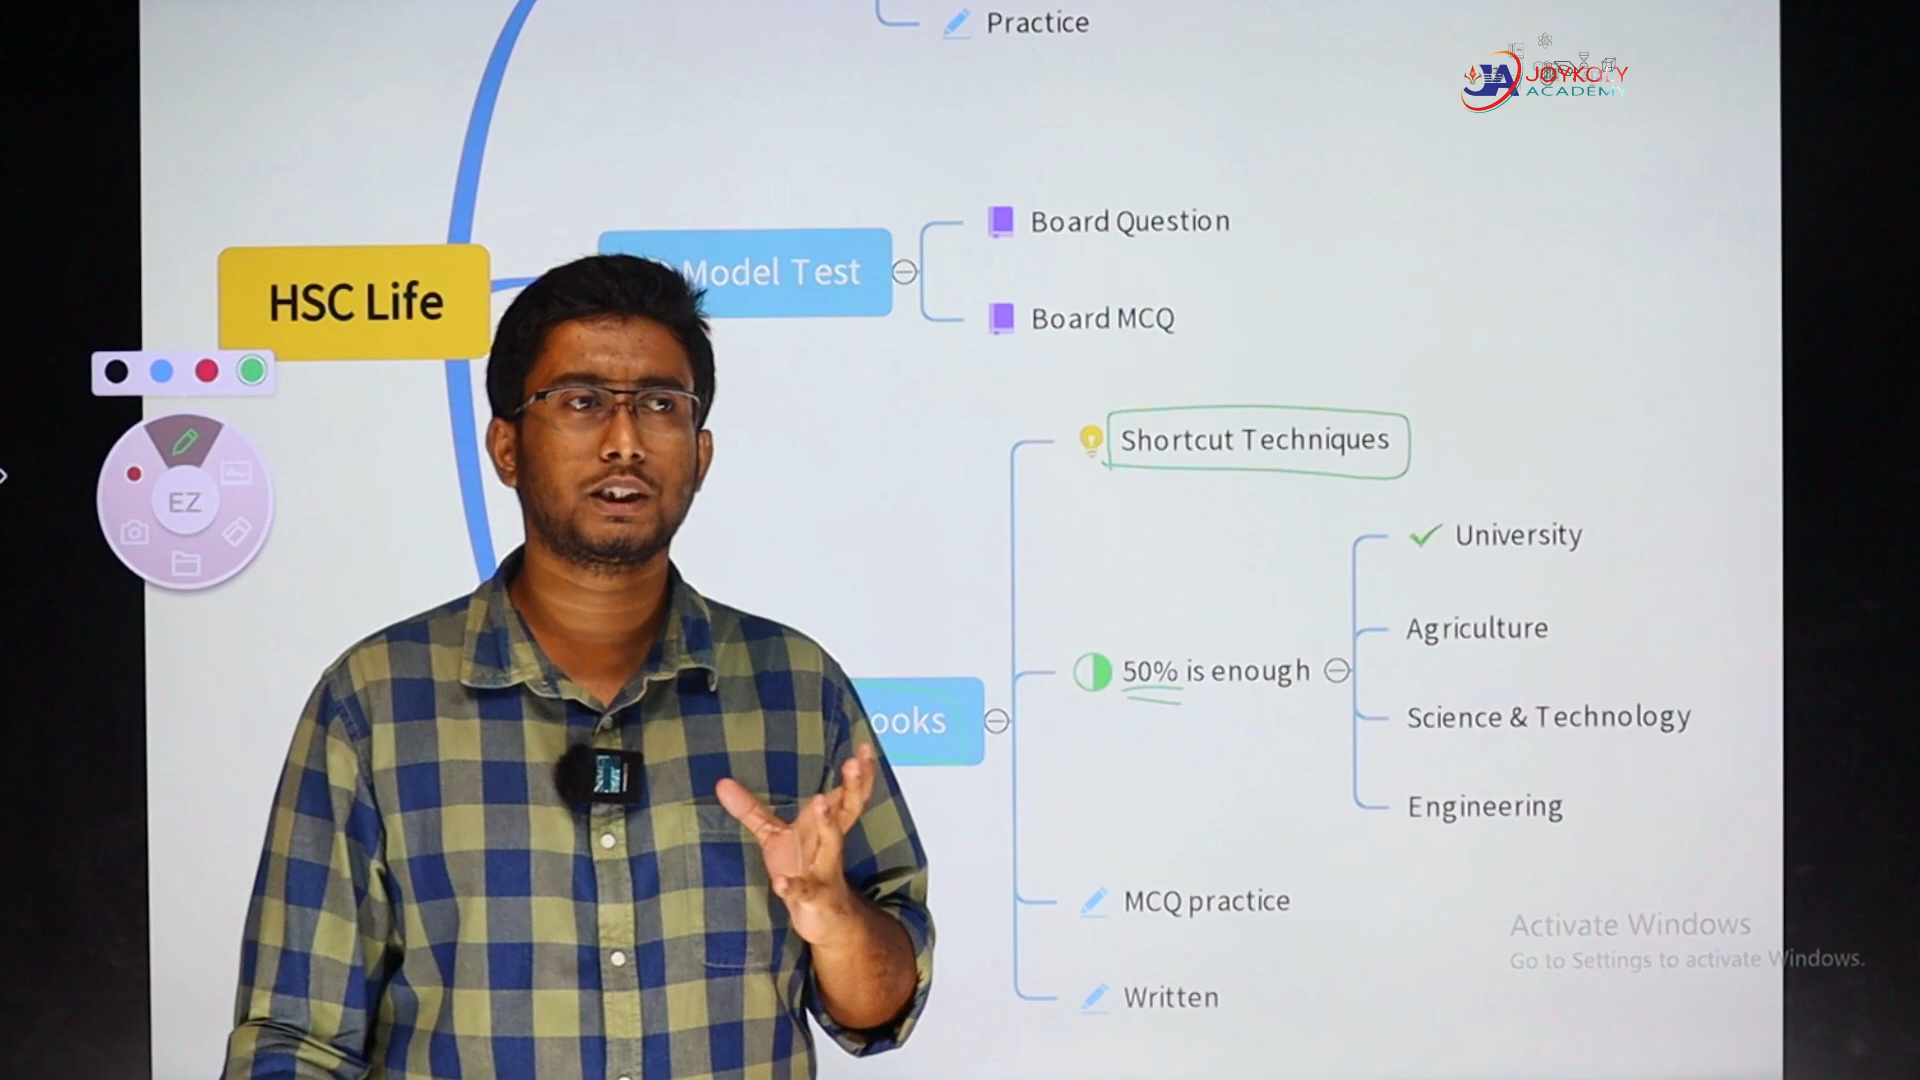 Practice
JOYKOLY
ACADEMY
Board Question
Model Test
HSC Life
Board MCQ
Shortcut Techniques
EZ
University
Agriculture
50% is enough
Science & Technology
ooks
Engineering
MCQ practice
Activate Windows
Go to Settings to activate Windows.
Written